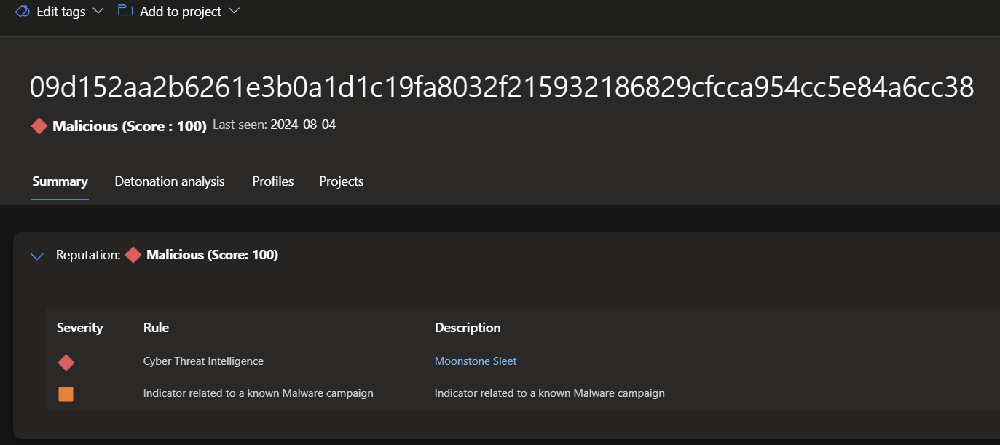 Edit tags Add to project
09d152aa2b6261e3b0a1d1c19fa8032f215932186829cfcca954cc5e84a6cc38
Malicious (Score : 100) Last seen: 2024-08-04
Summary Detonation analysis Profiles Projects
Reputation: Malicious (Score: 100)
Severity Rule Description
Cyber Threat Intelligence Moonstone Sleet
Indicator related to a known Malware campaign Indicator related to a known Malware campaign